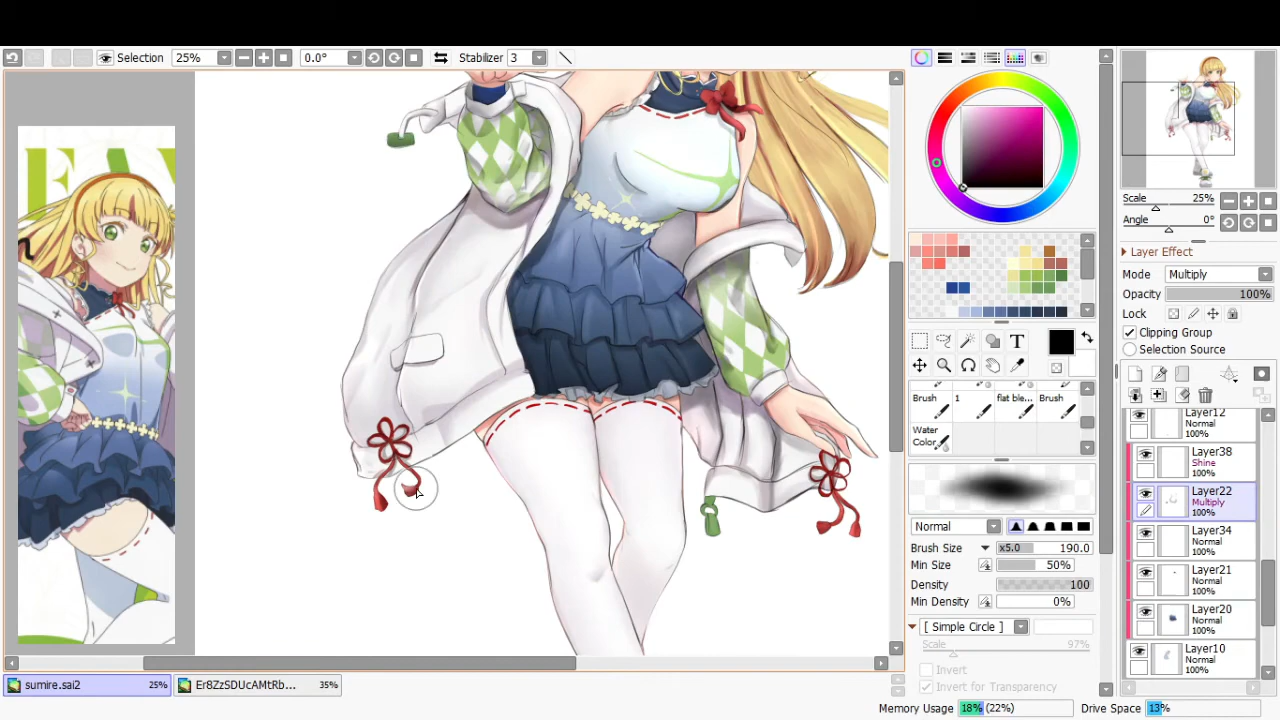 Selection 25% 0.0° Stabilizer 3
FAN
Scale 25%
Angle 0°
Layer Effect
Mode Multiply
Opacity 100%
Lock
Clipping Group
Selection Source
T
Brush 1 flat ble... Brush
Water
Color
Normal
Brush Size x5.0 190.0
Min Size 50%
Density 100
Min Density 0%
[ Simple Circle ]
Scale 97%
Invert
Invert for Transparency
Layer12
Normal
100%
Layer38
Shine
100%
Layer22
Multiply
100%
Layer34
Normal
100%
Layer21
Normal
100%
Layer20
Normal
100%
Layer10
Normal
100%
sumire.sai2 25% Er8ZzSDUcAMtRb... 35%
Memory Usage 18% (22%) Drive Space 13%